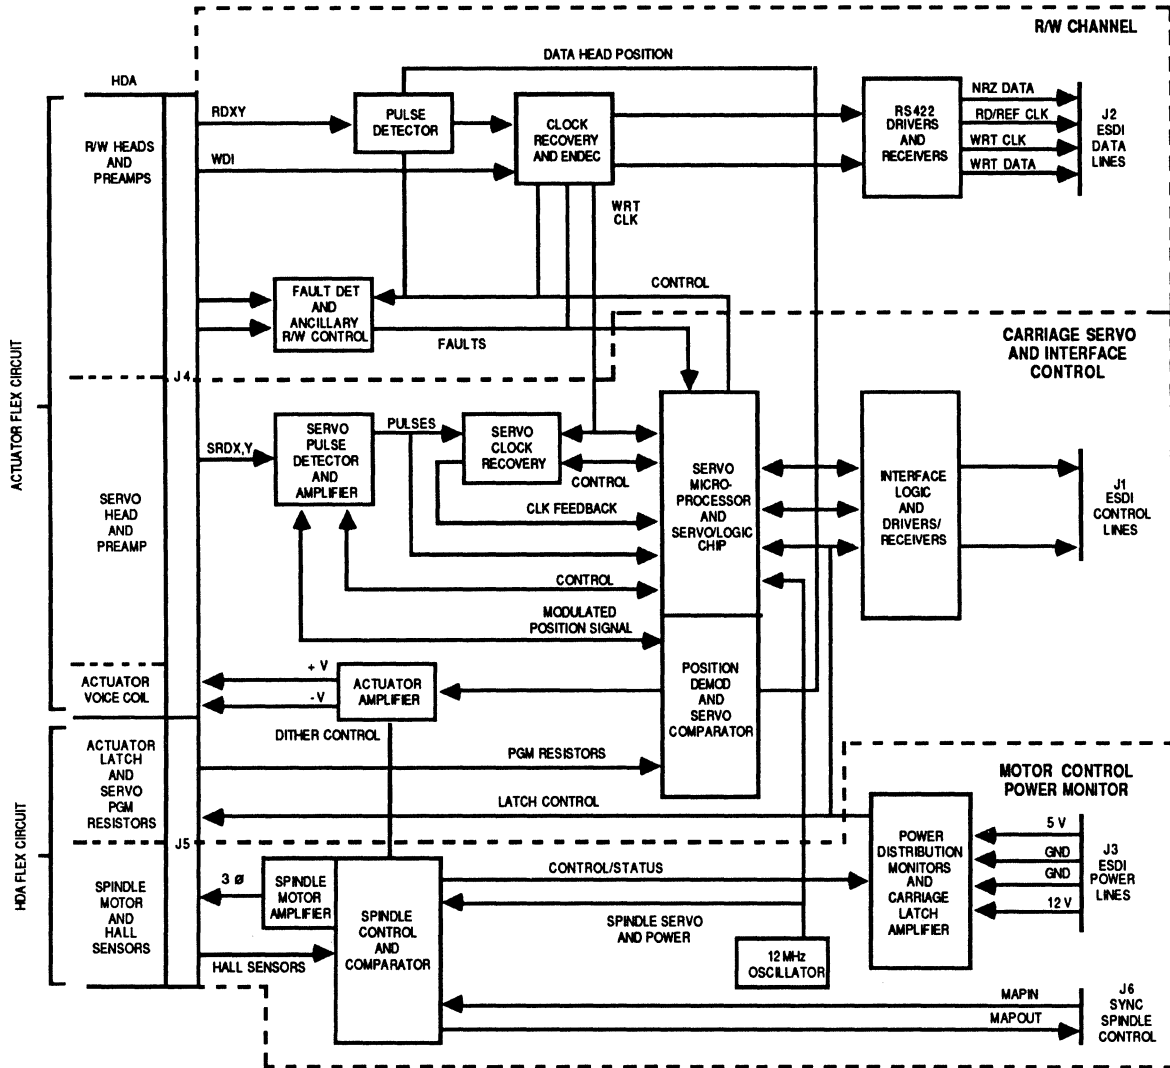 R/W CHANNEL
DATA HEAD POSITION
HDA
RDXY
PULSE
DETECTOR
CLOCK
RECOVERY
AND ENDEC
RS422
DRIVERS
AND
RECEIVERS
NRZ DATA
RD/REF CLK
WRT CLK
WRT DATA
J2
ESDI
DATA
LINES
R/W HEADS
AND
PREAMPS
WDI
WRT
CLK
FAULT DET
AND
ANCILLARY
R/W CONTROL
CONTROL
FAULTS
CARRIAGE SERVO
AND INTERFACE
CONTROL
J4
ACTUATOR FLEX CIRCUIT
SERVO
HEAD
AND
PREAMP
SRDX,Y
SERVO
PULSE
DETECTOR
AND
AMPLIFIER
PULSES
SERVO
CLOCK
RECOVERY
CONTROL
CLK FEEDBACK
CONTROL
MODULATED
POSITION SIGNAL
SERVO
MICRO-
PROCESSOR
AND
SERVO/LOGIC
CHIP
INTERFACE
LOGIC
AND
DRIVERS/
RECEIVERS
J1
ESDI
CONTROL
LINES
ACTUATOR
VOICE COIL
+ V
- V
ACTUATOR
AMPLIFIER
POSITION
DEMOD
AND
SERVO
COMPARATOR
DITHER CONTROL
HDA FLEX CIRCUIT
ACTUATOR
LATCH
AND
SERVO
PGM
RESISTORS
PGM RESISTORS
LATCH CONTROL
MOTOR CONTROL
POWER MONITOR
J5
SPINDLE
MOTOR
AND
HALL
SENSORS
3 ø
SPINDLE
MOTOR
AMPLIFIER
HALL SENSORS
SPINDLE
CONTROL
AND
COMPARATOR
CONTROL/STATUS
SPINDLE SERVO
AND POWER
12 MHz
OSCILLATOR
POWER
DISTRIBUTION
MONITORS
AND
CARRIAGE
LATCH
AMPLIFIER
5 V
GND
GND
12 V
J3
ESDI
POWER
LINES
MAPIN
MAPOUT
J6
SYNC
SPINDLE
CONTROL